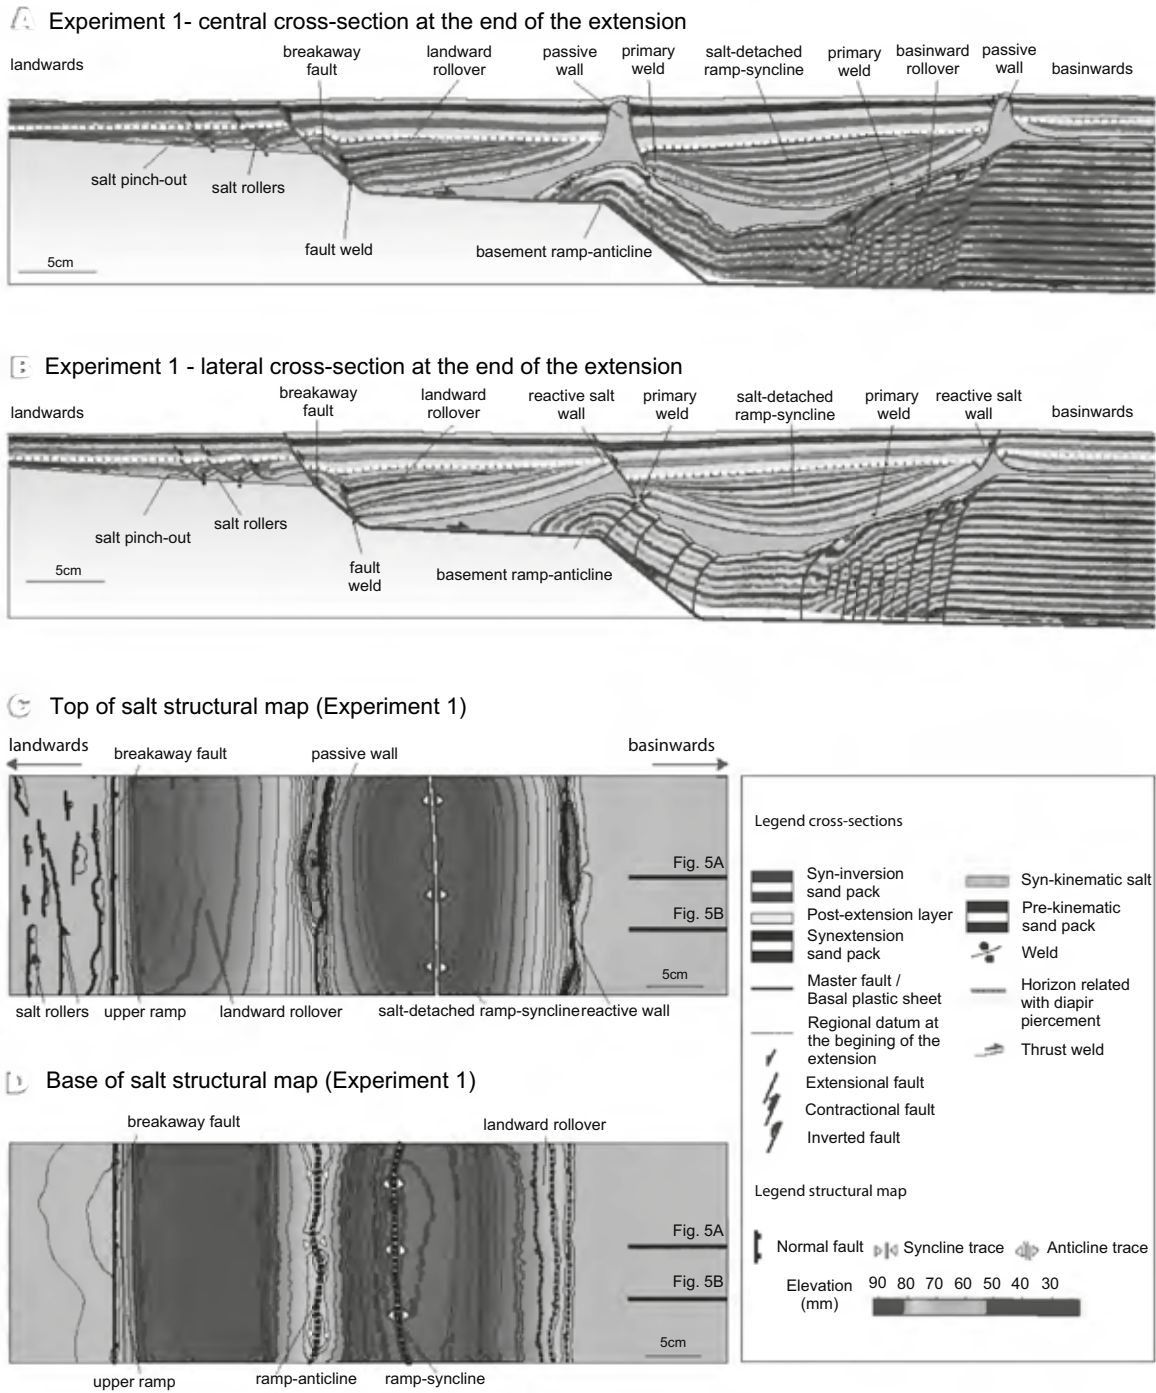 A Experiment 1- central cross-section at the end of the extension
landwards
breakaway
fault
landward
rollover
passive
wall
primary
weld
salt-detached
ramp-syncline
primary
weld
basinward
rollover
passive
wall
basinwards
salt pinch-out
salt rollers
fault weld
basement ramp-anticline
5cm
B Experiment 1 - lateral cross-section at the end of the extension
landwards
breakaway
fault
landward
rollover
reactive salt
wall
primary
weld
salt-detached
ramp-syncline
primary
weld
reactive salt
wall
basinwards
salt pinch-out
salt rollers
fault
weld
basement ramp-anticline
5cm
C Top of salt structural map (Experiment 1)
landwards
breakaway fault
passive wall
basinwards
Fig. 5A
Fig. 5B
5cm
salt rollers
upper ramp
landward rollover
salt-detached ramp-syncline
reactive wall
D Base of salt structural map (Experiment 1)
breakaway fault
landward rollover
Fig. 5A
Fig. 5B
5cm
upper ramp
ramp-anticline
ramp-syncline
Legend cross-sections
Syn-inversion
sand pack
Post-extension layer
Synextension
sand pack
Master fault /
Basal plastic sheet
Regional datum at
the begining of the
extension
Extensional fault
Contractional fault
Inverted fault
Syn-kinematic salt
Pre-kinematic
sand pack
Weld
Horizon related
with diapir
piercement
Thrust weld
Legend structural map
Normal fault
Syncline trace
Anticline trace
Elevation
(mm)
90 80 70 60 50 40 30